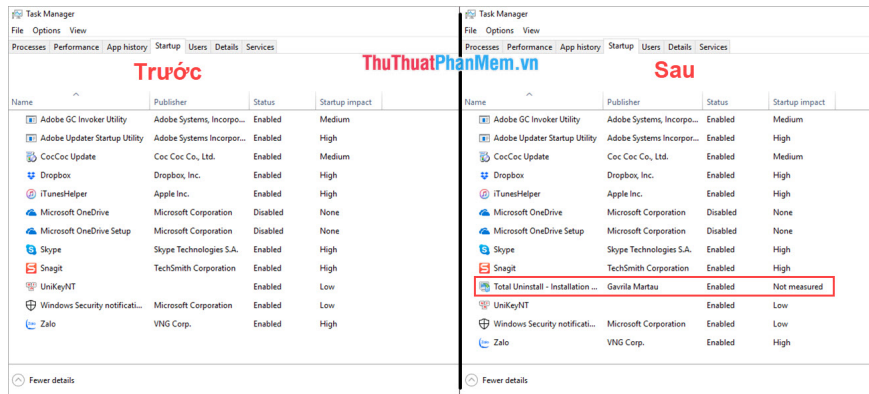 Task Manager
File Options View
Processes Performance App history Startup Users Details Services
Trước
Name Publisher Status Startup impact
Adobe GC Invoker Utility Adobe Systems, Incorpo... Enabled Medium
Adobe Updater Startup Utility Adobe Systems Incorpor... Enabled High
CocCoc Update Coc Coc Co., Ltd. Enabled Medium
Dropbox Dropbox, Inc. Enabled High
iTunesHelper Apple Inc. Enabled High
Microsoft OneDrive Microsoft Corporation Disabled None
Microsoft OneDrive Setup Microsoft Corporation Disabled None
Skype Skype Technologies S.A. Enabled High
Snagit TechSmith Corporation Enabled High
UniKeyNT Enabled Low
Windows Security notificati... Microsoft Corporation Enabled Low
Zalo VNG Corp. Enabled High
Fewer details
ThuThuatPhanMem.vn
Task Manager
File Options View
Processes Performance App history Startup Users Details Services
Sau
Name Publisher Status Startup impact
Adobe GC Invoker Utility Adobe Systems, Incorpo... Enabled Medium
Adobe Updater Startup Utility Adobe Systems Incorpor... Enabled High
CocCoc Update Coc Coc Co., Ltd. Enabled Medium
Dropbox Dropbox, Inc. Enabled High
iTunesHelper Apple Inc. Enabled High
Microsoft OneDrive Microsoft Corporation Disabled None
Microsoft OneDrive Setup Microsoft Corporation Disabled None
Skype Skype Technologies S.A. Enabled High
Snagit TechSmith Corporation Enabled High
Total Uninstall - Installation ... Gavrila Martau Enabled Not measured
UniKeyNT Enabled Low
Windows Security notificati... Microsoft Corporation Enabled Low
Zalo VNG Corp. Enabled High
Fewer details